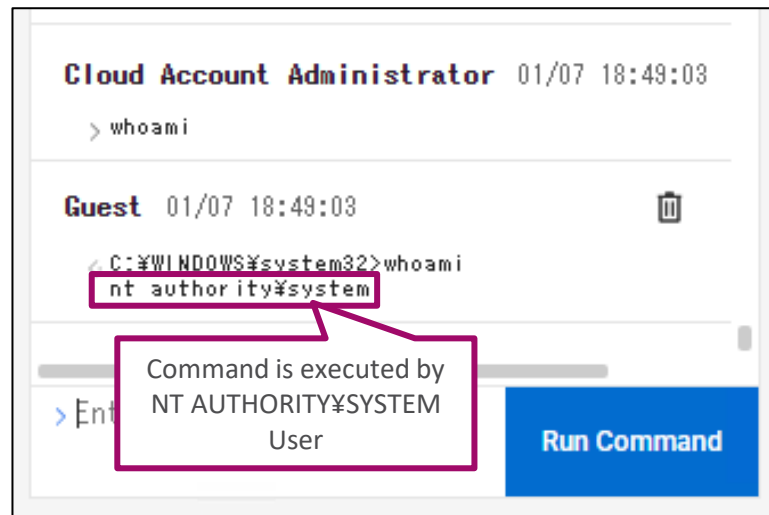 Cloud Account Administrator 01/07 18:49:03
> whoami
Guest 01/07 18:49:03
< C:¥WINDOWS¥system32>whoami
nt authority¥system
Command is executed by
NT AUTHORITY¥SYSTEM
User
> Ent
Run Command